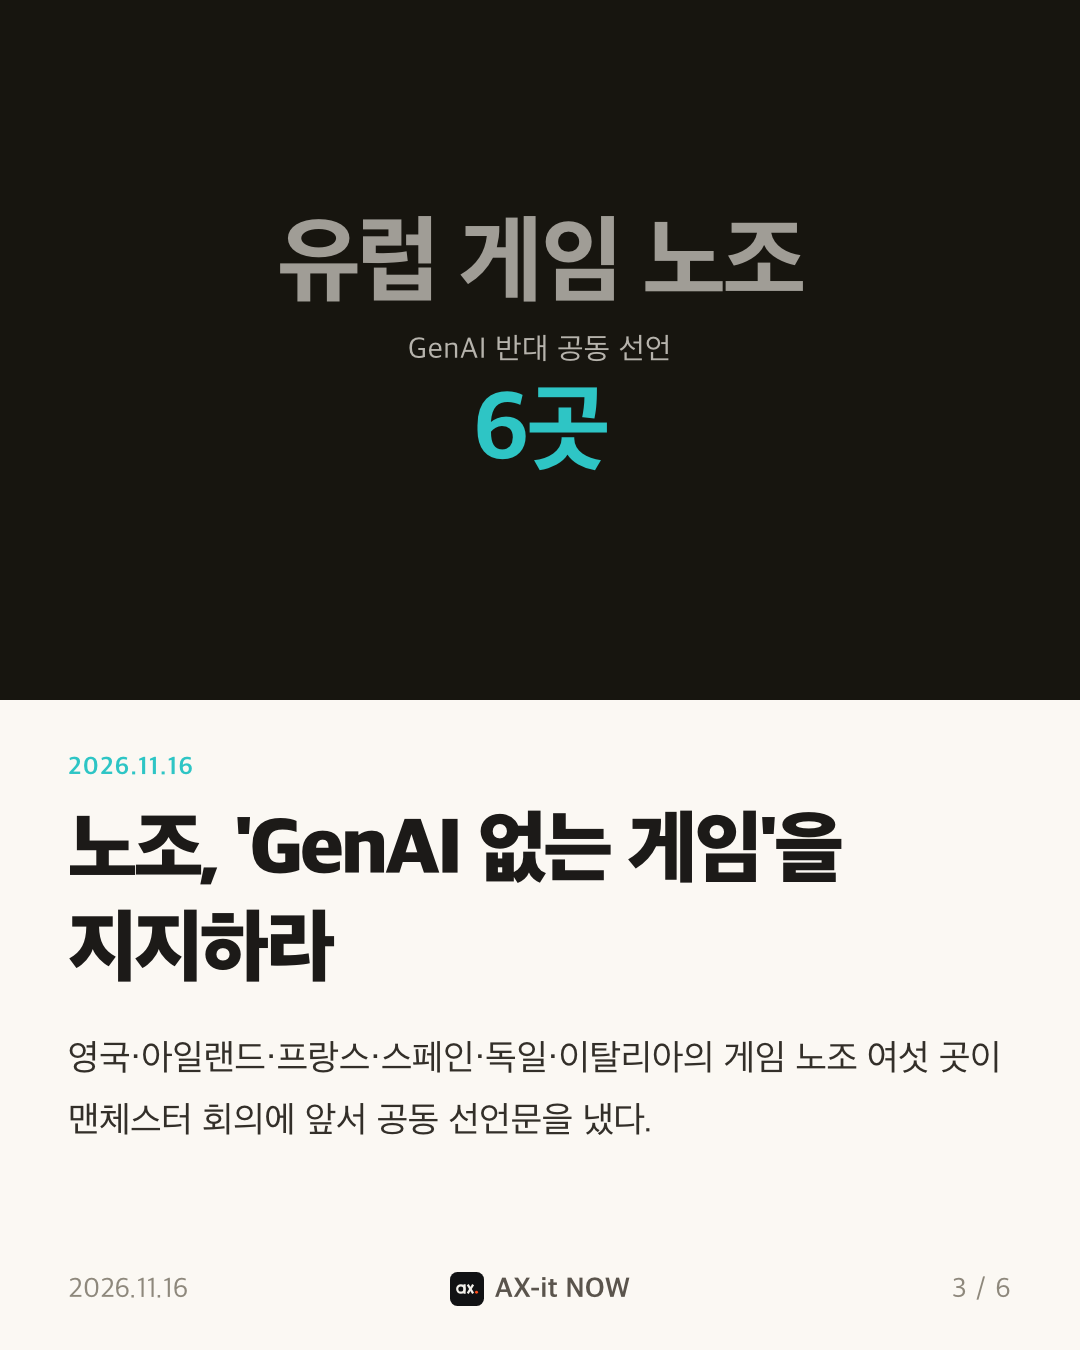 유럽 게임 노조
GenAI 반대 공동 선언
6곳
2026.11.16
노조, 'GenAI 없는 게임'을
지지하라
영국·아일랜드·프랑스·스페인·독일·이탈리아의 게임 노조 여섯 곳이
맨체스터 회의에 앞서 공동 선언문을 냈다.
2026.11.16
ax. AX-it NOW
3 / 6